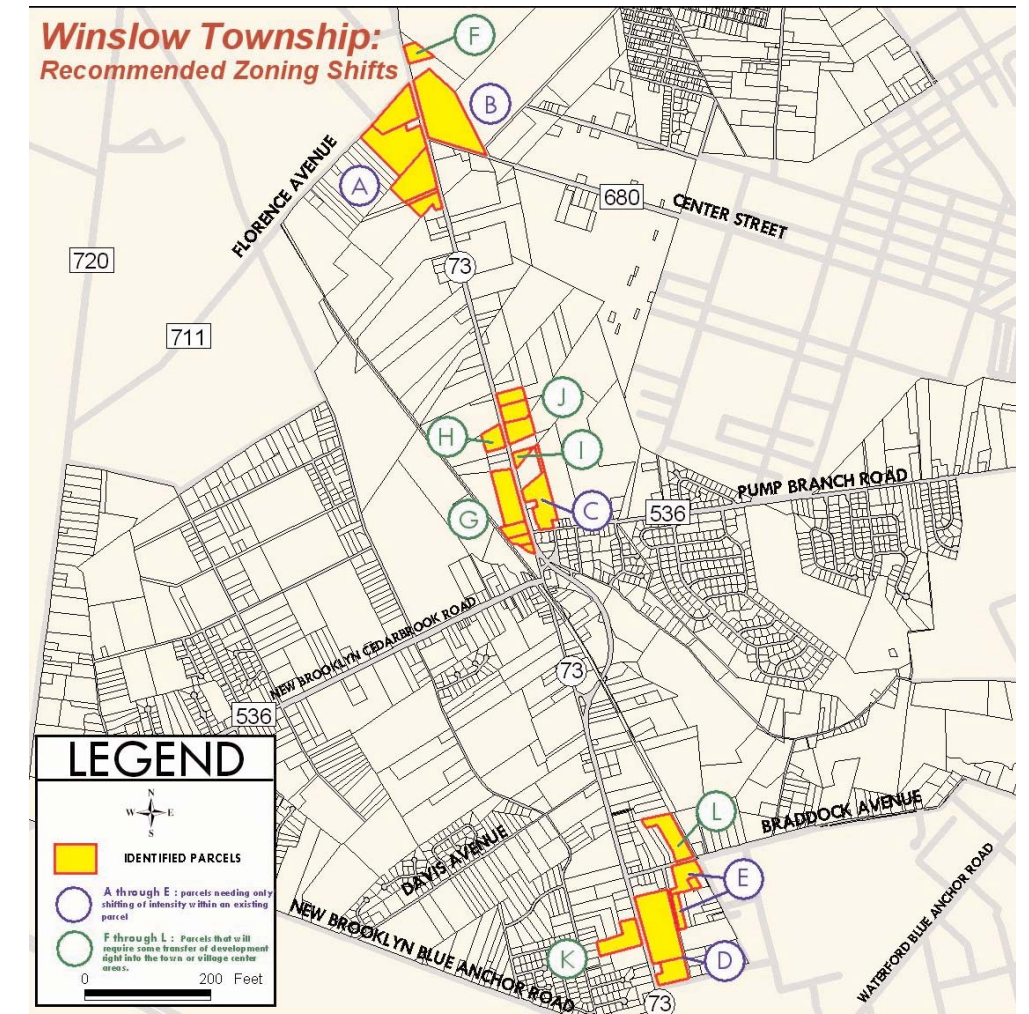 Winslow Township:
Recommended Zoning Shifts
F
B
A
FLORENCE AVENUE
680
CENTER STREET
720
73
711
J
H
I
PUMP BRANCH ROAD
G
C
536
NEW BROOKLYN CEDARBROOK ROAD
73
536
L
BRADDOCK AVENUE
DAVIS AVENUE
E
WATERFORD BLUE ANCHOR ROAD
NEW BROOKLYN BLUE ANCHOR ROAD
K
D
73
LEGEND
N
W E
S
IDENTIFIED PARCELS
A through E : parcels needing only
shifting of intensity within an existing
parcel
F through L : Parcels that will
require some transfer of development
right into the town or village center
areas.
0 200 Feet